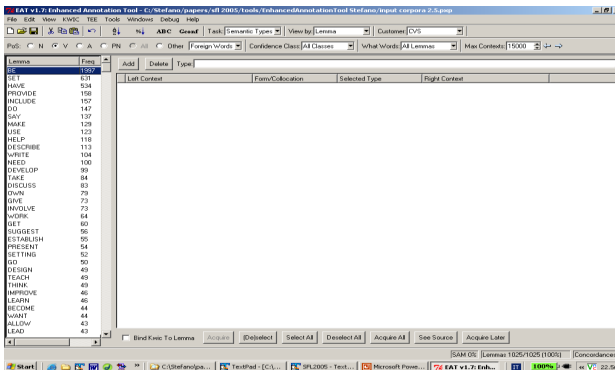 EAT v1.7: Enhanced Annotation Tool - C:/Stefano/papers/sfl 2005/tools/EnhancedAnnotationTool Stefano/input corpora 2.5.pep
File Edit View KWIC TEE Tools Windows Debug Help
ABC Grauf Task: Semantic Types View by: Lemma Customer: CVS
PoS: N V A PN All Other Foreign Words Confidence Class: All Classes What Words: All Lemmas Max Contexts: 15000
Lemma Freq Add Delete Type:
BE 1997 Left Context Form/Collocation Selected Type Right Context
SET 631
HAVE 534
PROVIDE 158
INCLUDE 157
DO 147
SAY 137
MAKE 129
USE 123
HELP 118
DESCRIBE 113
WRITE 104
NEED 100
DEVELOP 99
TAKE 84
DISCUSS 83
OWN 79
GIVE 73
INVOLVE 73
WORK 64
GET 60
SUGGEST 56
ESTABLISH 55
PRESENT 54
SETTING 52
GO 50
DESIGN 49
TEACH 49
THINK 49
IMPROVE 46
LEARN 46
BECOME 44
WANT 44
ALLOW 43
LEAD 43
Bind Kwic To Lemma Acquire (De)select Select All Deselect All Acquire All See Source Acquire Later
SAM 0% Lemmas 1025/1025 (100%) Concordances
Start C:\Stefano\pa... TextPad - [C:\... SFL2005 - Text... Microsoft Powe... EAT v1.7: Enh... 100% 22.5